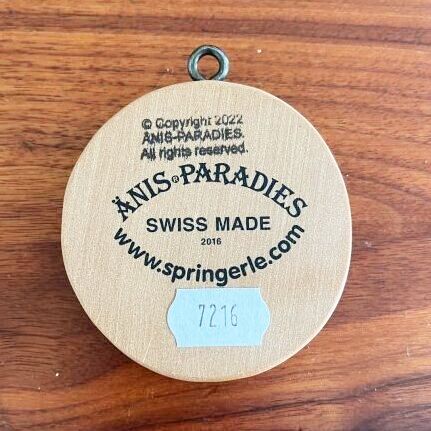 © Copyright 2022
ÄNIS-PARADIES.
All rights reserved.
ÄNIS®PARADIES
SWISS MADE
2016
www.springerle.com
7216